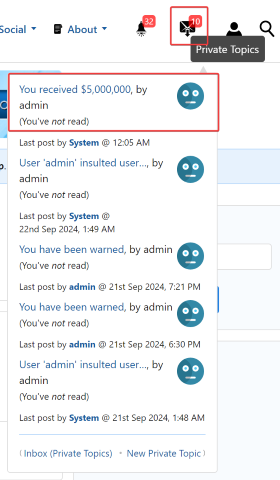 Social
About
32
10
Private Topics
You received $5,000,000, by
admin
(You've not read)
Last post by System @ 12:05 AM
User 'admin' insulted user..., by
admin
(You've not read)
Last post by System @
22nd Sep 2024, 1:49 AM
You have been warned, by admin
(You've not read)
Last post by admin @ 21st Sep 2024, 7:21 PM
You have been warned, by admin
(You've not read)
Last post by admin @ 21st Sep 2024, 6:30 PM
User 'admin' insulted user..., by
admin
(You've not read)
Last post by System @ 21st Sep 2024, 1:48 AM
( Inbox (Private Topics) • New Private Topic )